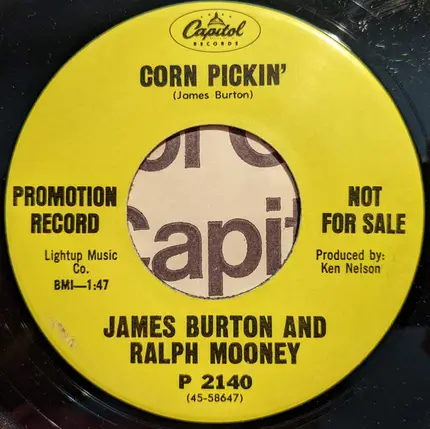 Capitol
RECORDS
CORN PICKIN'
(James Burton)
PROMOTION
RECORD
NOT
FOR SALE
Lightup Music
Co.
BMI—1:47
Produced by:
Ken Nelson
Capi
JAMES BURTON AND
RALPH MOONEY
P 2140
(45-58647)